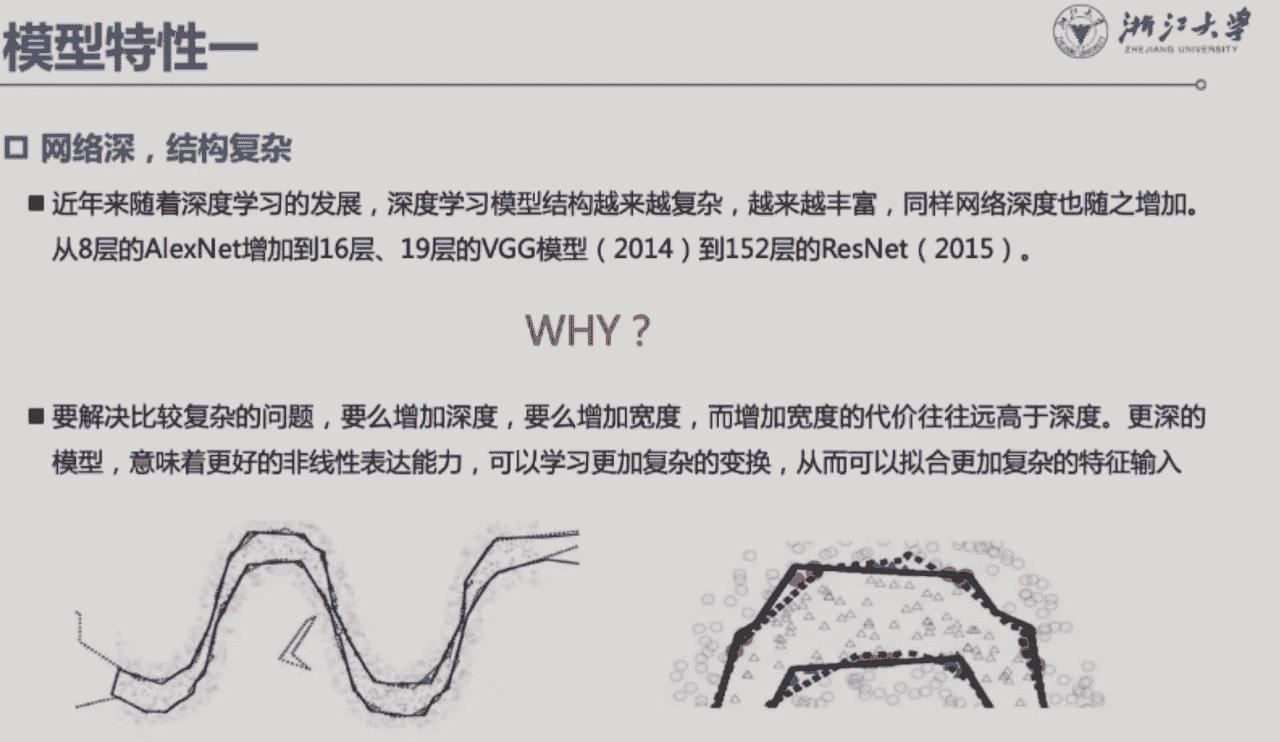 模型特性一
浙江大学
ZHEJIANG UNIVERSITY
网络深，结构复杂
近年来随着深度学习的发展，深度学习模型结构越来越复杂，越来越丰富，同样网络深度也随之增加。
从8层的AlexNet增加到16层、19层的VGG模型（2014）到152层的ResNet（2015）。
WHY？
要解决比较复杂的问题，要么增加深度，要么增加宽度，而增加宽度的代价往往远高于深度。更深的
模型，意味着更好的非线性表达能力，可以学习更加复杂的变换，从而可以拟合更加复杂的特征输入